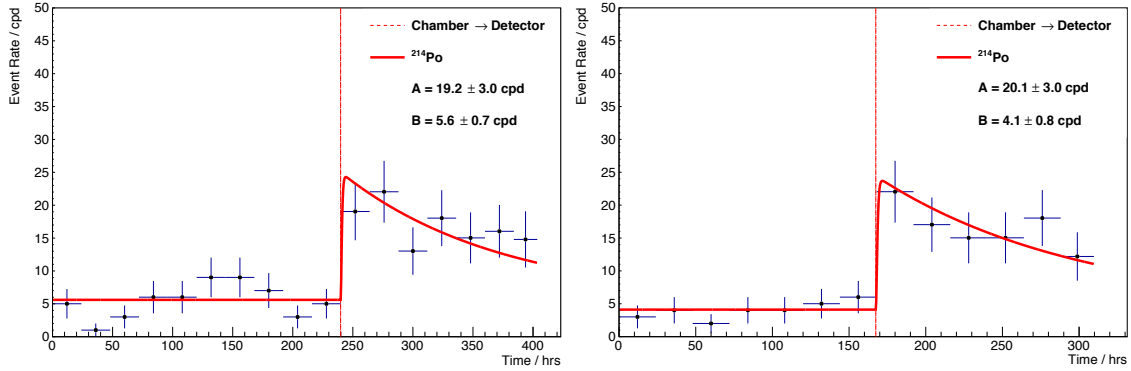 Event Rate / cpd
50
45
40
35
30
25
20
15
10
5
0
Chamber → Detector
²¹⁴Po
A = 19.2 ± 3.0 cpd
B = 5.6 ± 0.7 cpd
0 50 100 150 200 250 300 350 400
Time / hrs
Event Rate / cpd
50
45
40
35
30
25
20
15
10
5
0
Chamber → Detector
²¹⁴Po
A = 20.1 ± 3.0 cpd
B = 4.1 ± 0.8 cpd
0 50 100 150 200 250 300
Time / hrs